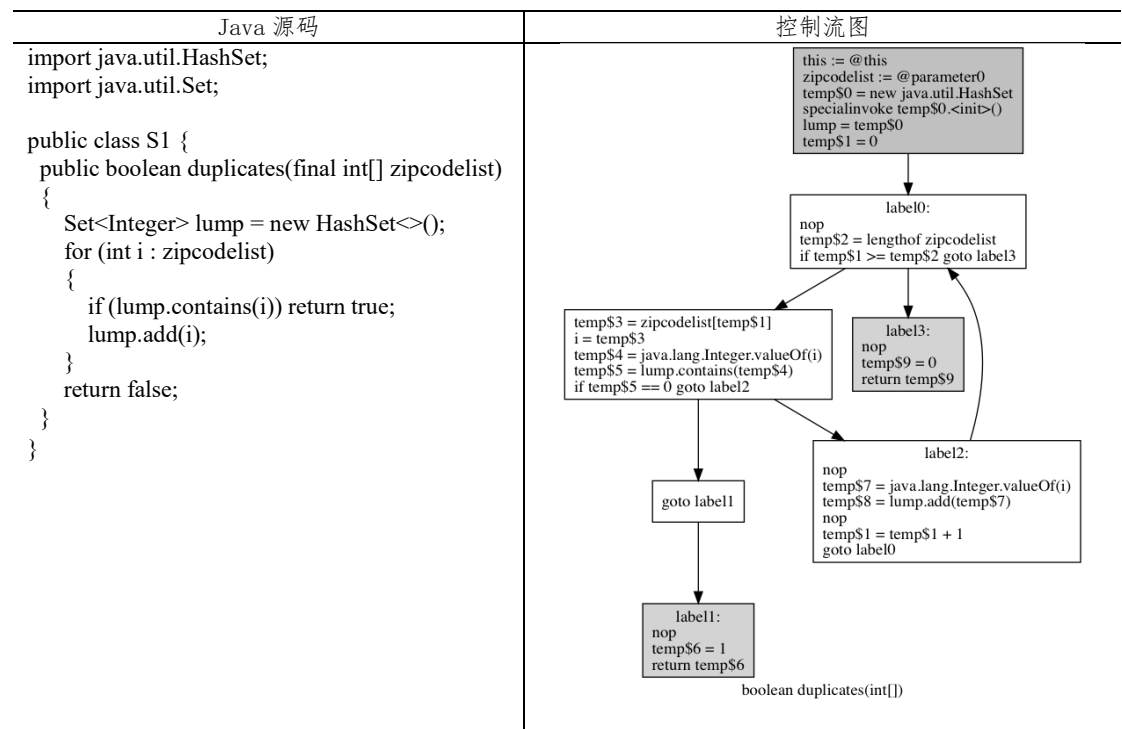 Java 源码
控制流图
import java.util.HashSet;
import java.util.Set;
public class S1 {
public boolean duplicates(final int[] zipcodelist)
{
Set<Integer> lump = new HashSet<>();
for (int i : zipcodelist)
{
if (lump.contains(i)) return true;
lump.add(i);
}
return false;
}
}
this := @this
zipcodelist := @parameter0
temp$0 = new java.util.HashSet
specialinvoke temp$0.<init>()
lump = temp$0
temp$1 = 0
label0:
nop
temp$2 = lengthof zipcodelist
if temp$1 >= temp$2 goto label3
temp$3 = zipcodelist[temp$1]
i = temp$3
temp$4 = java.lang.Integer.valueOf(i)
temp$5 = lump.contains(temp$4)
if temp$5 == 0 goto label2
label3:
nop
temp$9 = 0
return temp$9
goto label1
label2:
nop
temp$7 = java.lang.Integer.valueOf(i)
temp$8 = lump.add(temp$7)
nop
temp$1 = temp$1 + 1
goto label0
label1:
nop
temp$6 = 1
return temp$6
boolean duplicates(int[])